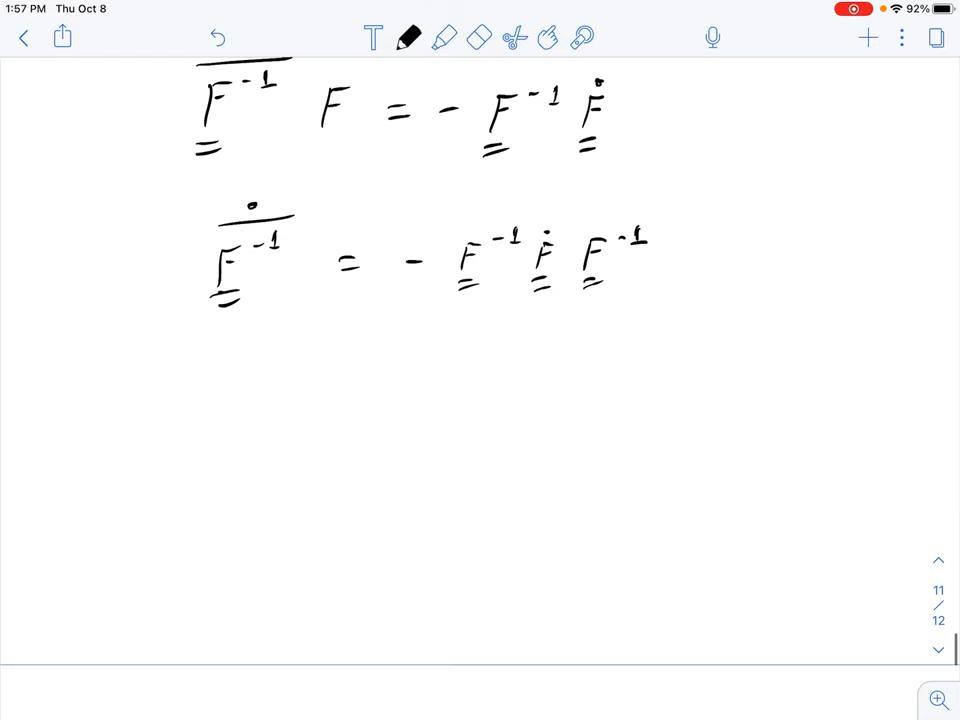 1:57 PM Thu Oct 8 92%
T
F⁻¹ F = - F⁻¹ Ḟ
F⁻¹ = - F⁻¹ Ḟ F⁻¹
11
/
12